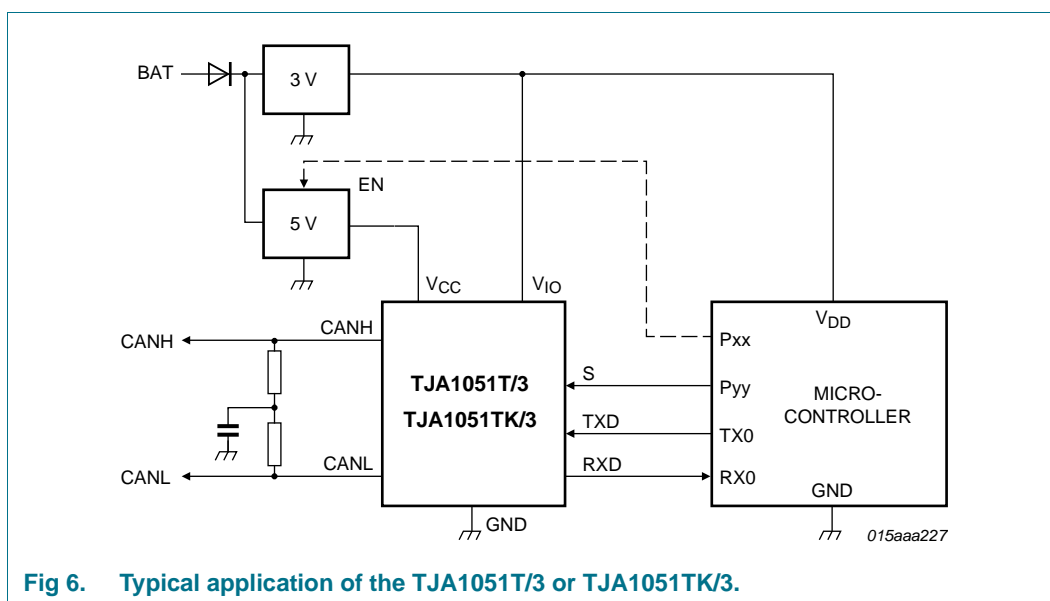 BAT
3 V
EN
5 V
VCC
VIO
VDD
CANH
CANH
Pxx
TJA1051T/3
S
Pyy
MICRO-
CONTROLLER
TJA1051TK/3
TXD
TX0
CANL
CANL
RXD
RX0
GND
GND
015aaa227
Fig 6. Typical application of the TJA1051T/3 or TJA1051TK/3.